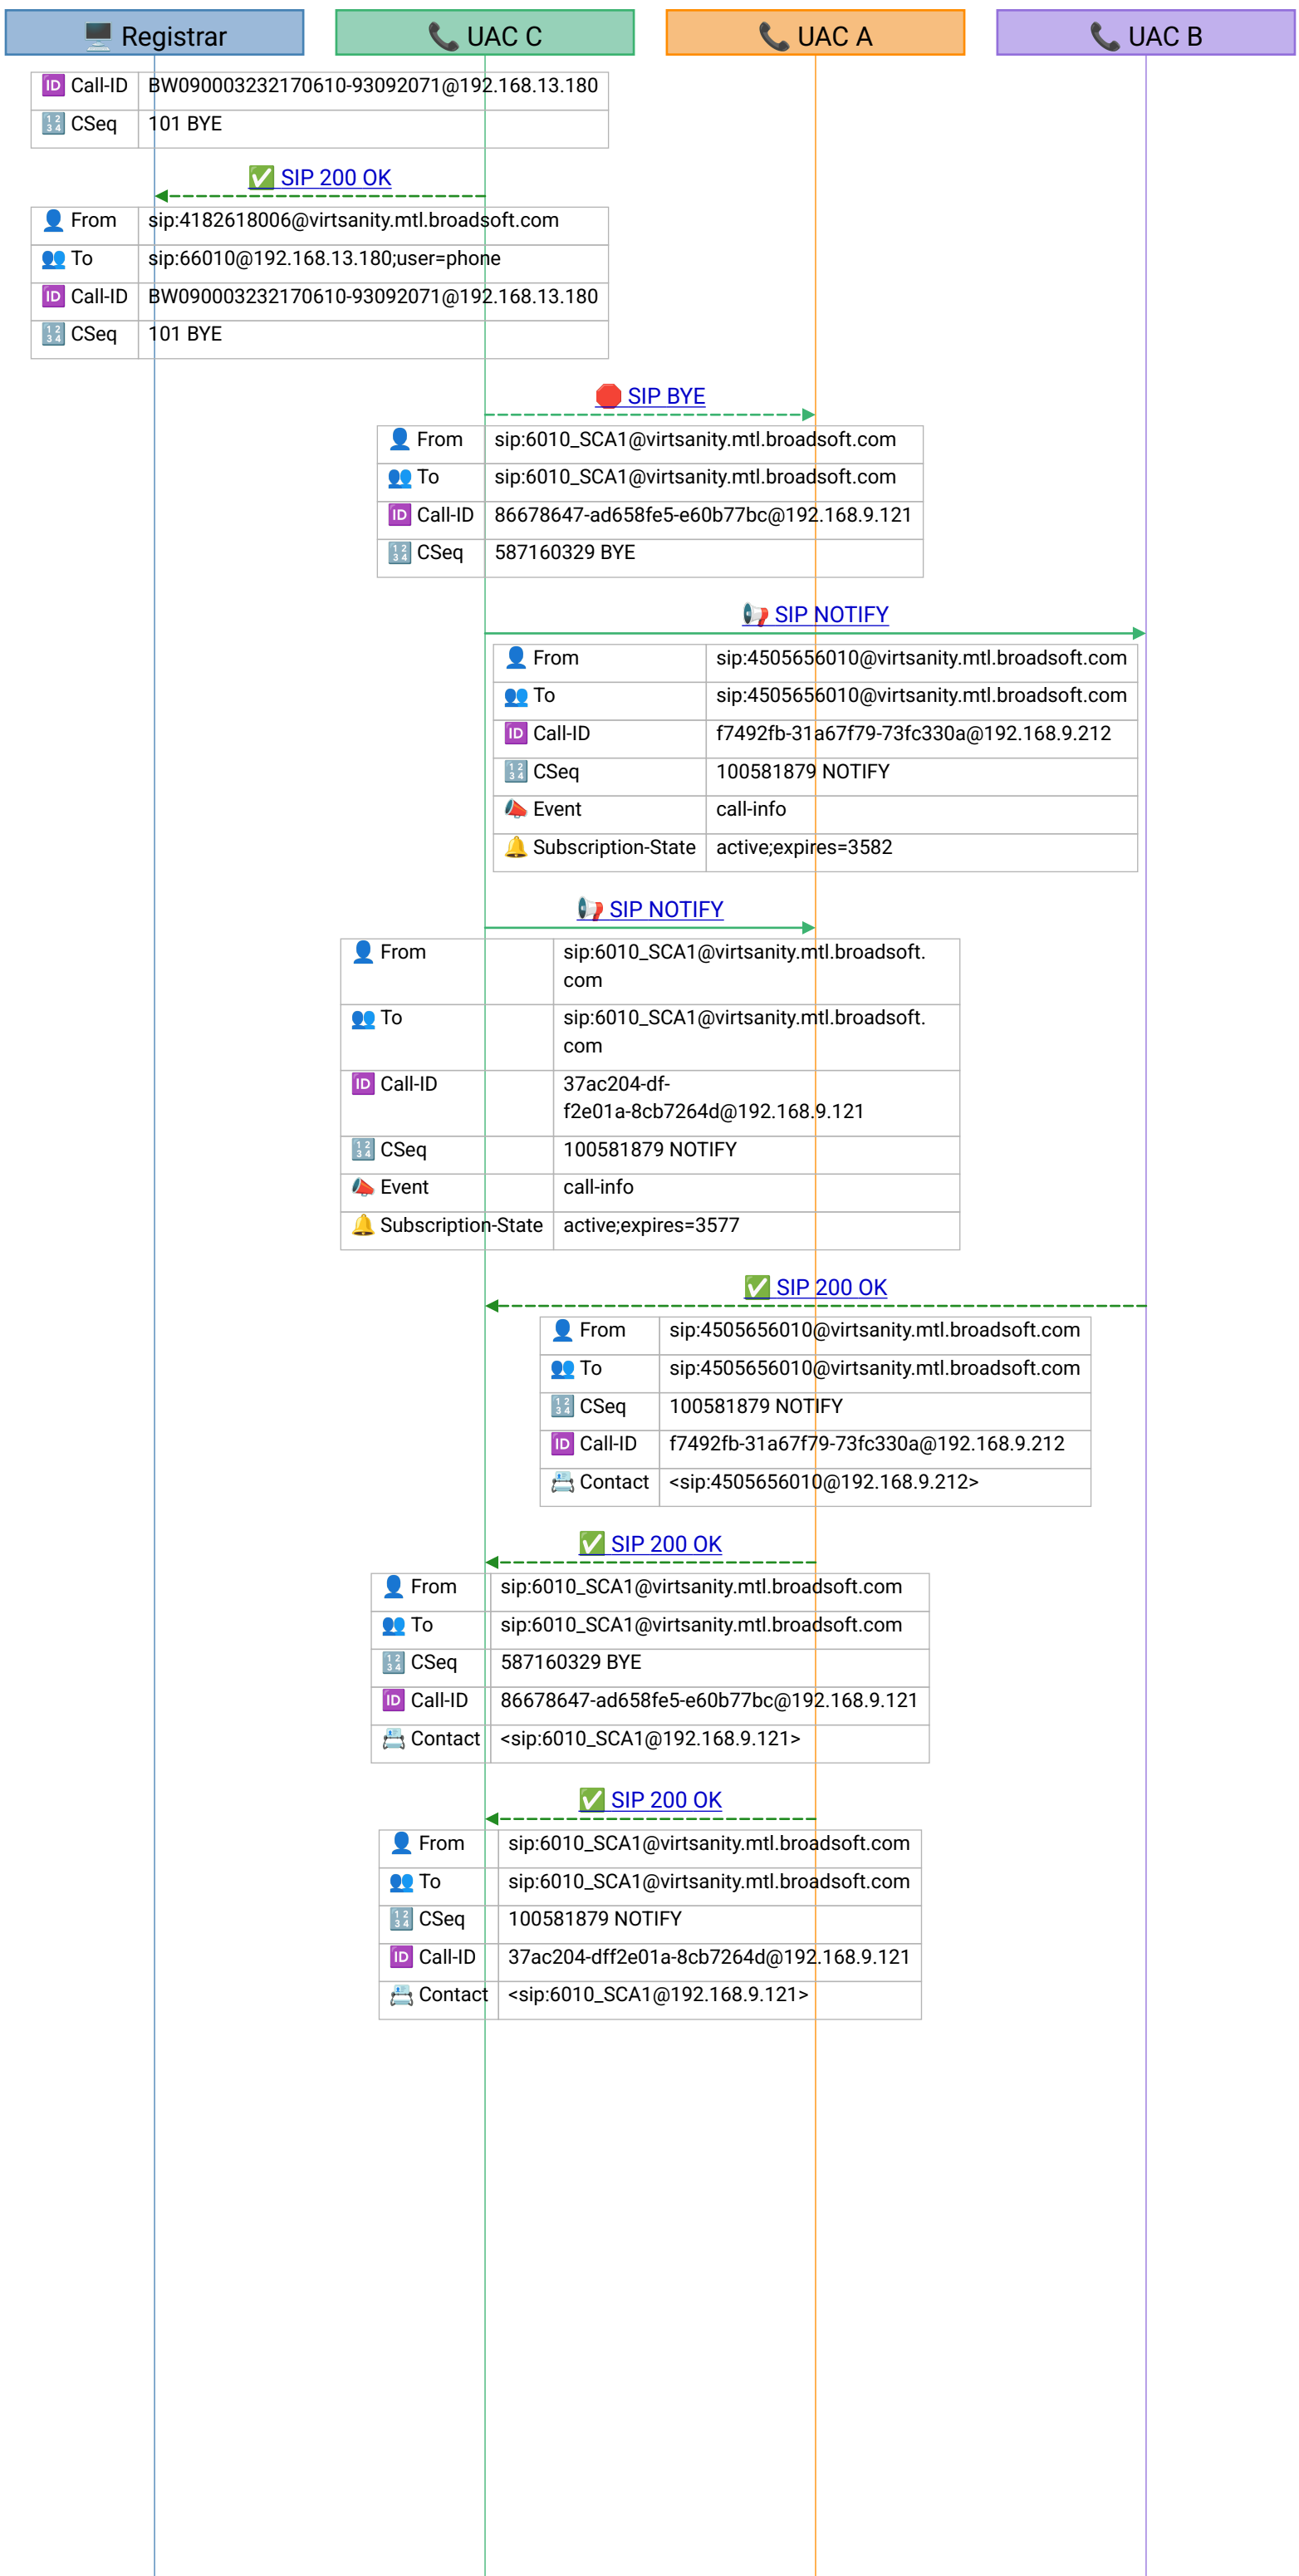 Registrar
UAC C
UAC A
UAC B
Call-ID BW090003232170610-93092071@192.168.13.180
CSeq 101 BYE
SIP 200 OK
From sip:4182618006@virtsanity.mtl.broadsoft.com
To sip:66010@192.168.13.180;user=phone
Call-ID BW090003232170610-93092071@192.168.13.180
CSeq 101 BYE
SIP BYE
From sip:6010_SCA1@virtsanity.mtl.broadsoft.com
To sip:6010_SCA1@virtsanity.mtl.broadsoft.com
Call-ID 86678647-ad658fe5-e60b77bc@192.168.9.121
CSeq 587160329 BYE
SIP NOTIFY
From sip:4505656010@virtsanity.mtl.broadsoft.com
To sip:4505656010@virtsanity.mtl.broadsoft.com
Call-ID f7492fb-31a67f79-73fc330a@192.168.9.212
CSeq 100581879 NOTIFY
Event call-info
Subscription-State active;expires=3582
SIP NOTIFY
From sip:6010_SCA1@virtsanity.mtl.broadsoft.
com
To sip:6010_SCA1@virtsanity.mtl.broadsoft.
com
Call-ID 37ac204-df-
f2e01a-8cb7264d@192.168.9.121
CSeq 100581879 NOTIFY
Event call-info
Subscription-State active;expires=3577
SIP 200 OK
From sip:4505656010@virtsanity.mtl.broadsoft.com
To sip:4505656010@virtsanity.mtl.broadsoft.com
CSeq 100581879 NOTIFY
Call-ID f7492fb-31a67f79-73fc330a@192.168.9.212
Contact <sip:4505656010@192.168.9.212>
SIP 200 OK
From sip:6010_SCA1@virtsanity.mtl.broadsoft.com
To sip:6010_SCA1@virtsanity.mtl.broadsoft.com
CSeq 587160329 BYE
Call-ID 86678647-ad658fe5-e60b77bc@192.168.9.121
Contact <sip:6010_SCA1@192.168.9.121>
SIP 200 OK
From sip:6010_SCA1@virtsanity.mtl.broadsoft.com
To sip:6010_SCA1@virtsanity.mtl.broadsoft.com
CSeq 100581879 NOTIFY
Call-ID 37ac204-dff2e01a-8cb7264d@192.168.9.121
Contact <sip:6010_SCA1@192.168.9.121>